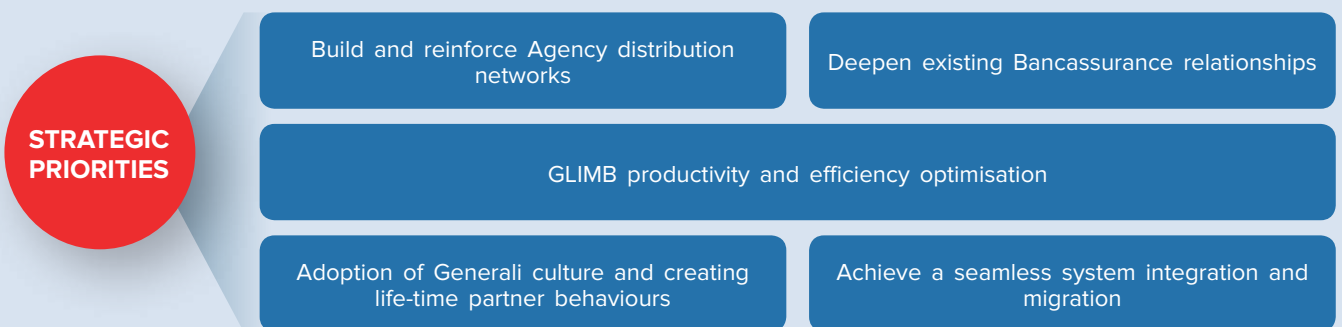 STRATEGIC
PRIORITIES
Build and reinforce Agency distribution
networks
Deepen existing Bancassurance relationships
GLIMB productivity and efficiency optimisation
Adoption of Generali culture and creating
life-time partner behaviours
Achieve a seamless system integration and
migration